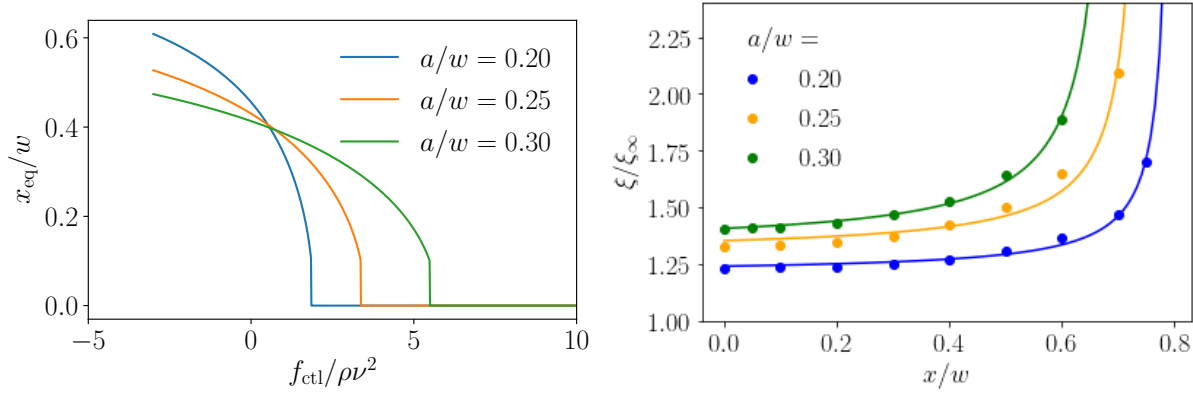 0.6
0.4
0.2
0.0
x_eq/w
a/w = 0.20
a/w = 0.25
a/w = 0.30
−5
0
5
10
f_ctl/ρν²
2.25
2.00
1.75
1.50
1.25
1.00
ξ/ξ_∞
a/w =
0.20
0.25
0.30
0.0
0.2
0.4
0.6
0.8
x/w